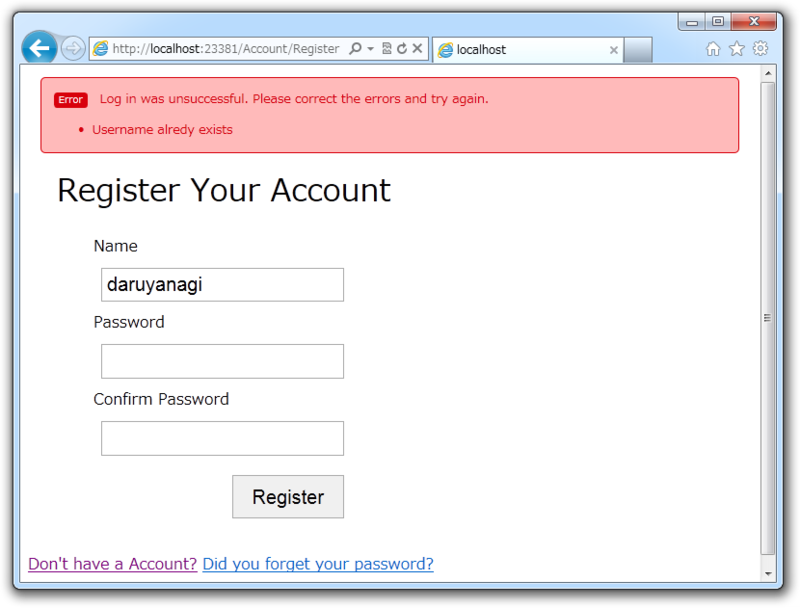 http://localhost:23381/Account/Register
localhost
Error Log in was unsuccessful. Please correct the errors and try again.
• Username alredy exists
Register Your Account
Name
daruyanagi
Password
Confirm Password
Register
Don't have a Account? Did you forget your password?